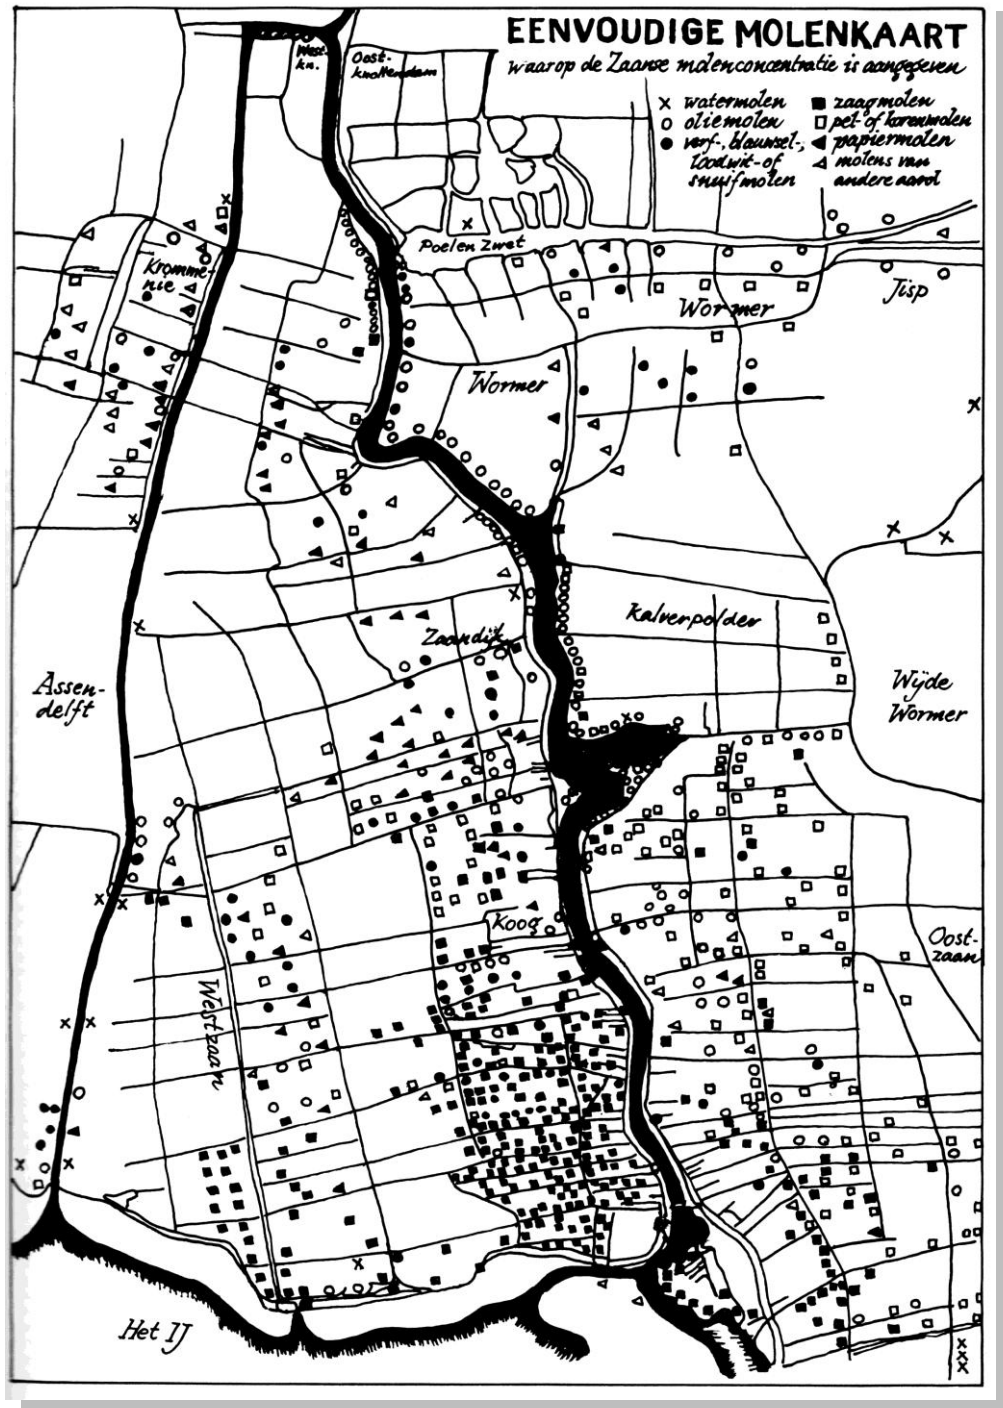 EENVOUDIGE MOLENKAART
waarop de Zaanse molenconcentratie is aangegeven
watermolen
oliemolen
verf-, blauwsel-,
loodwit- of
snuifmolen
zaagmolen
pel- of korenmolen
papiermolen
molens van
andere aard
West-
kn.
Oost-
knollendam
Poelen Zwet
Kromme-
nie
Wormer
Jisp
Wormer
Kalverpolder
Zaandijk
Assen-
delft
Wijde
Wormer
Koog
Oost-
zaan
Westzaan
Het IJ